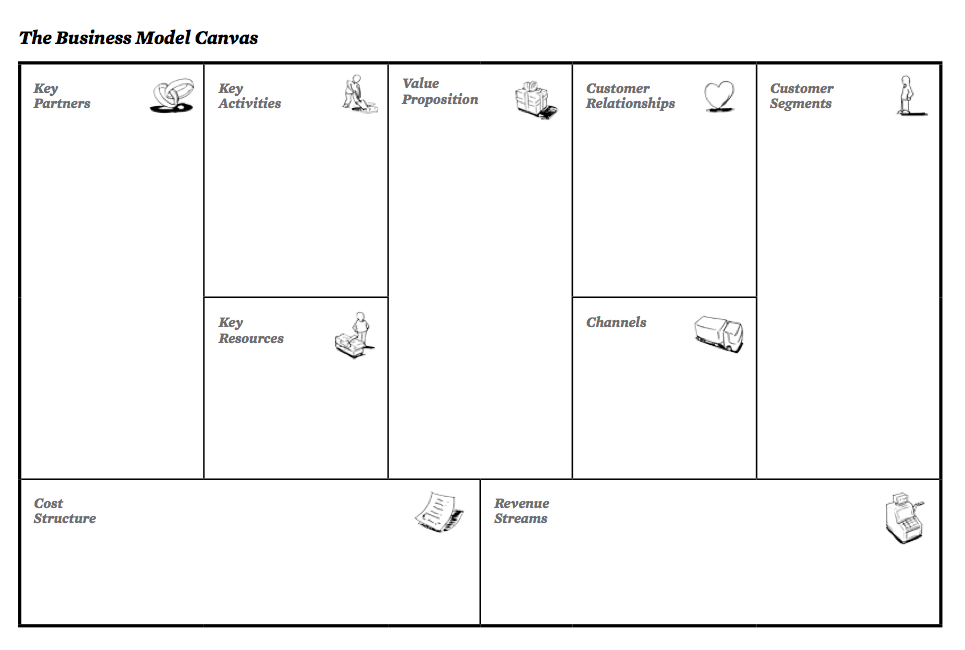 The Business Model Canvas
Key
Partners
Key
Activities
Value
Proposition
Customer
Relationships
Customer
Segments
Key
Resources
Channels
Cost
Structure
Revenue
Streams